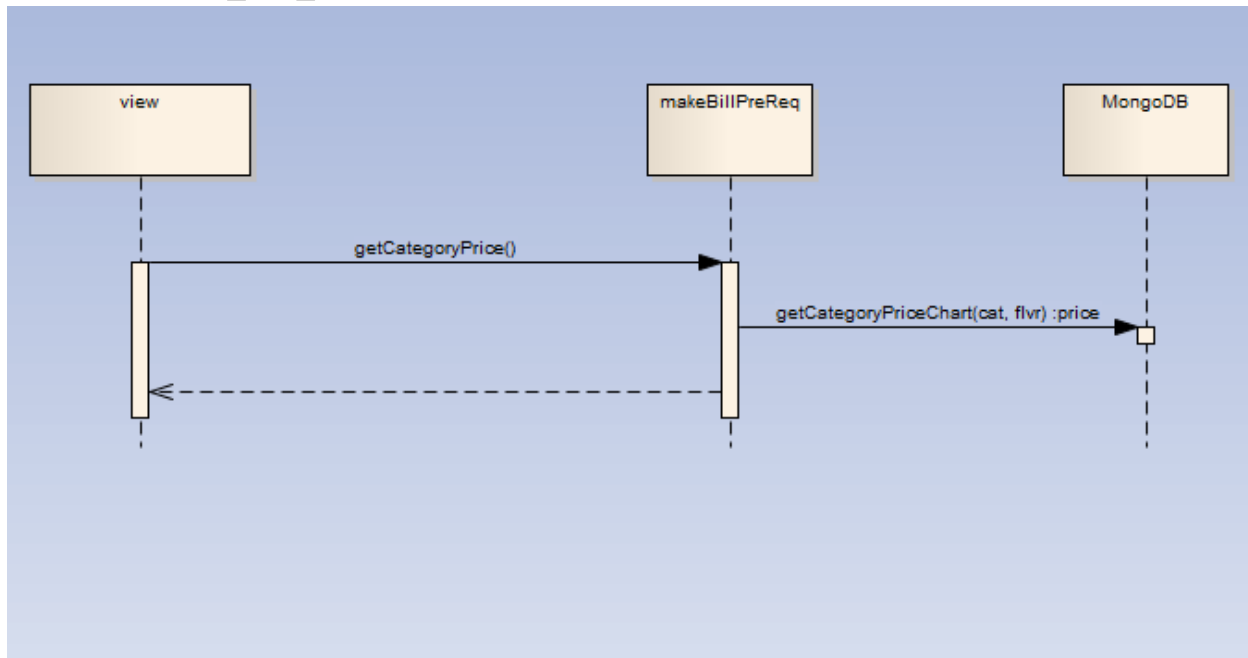 view
makeBillPreReq
MongoDB
getCategoryPrice()
getCategoryPriceChart(cat, flvr) :price